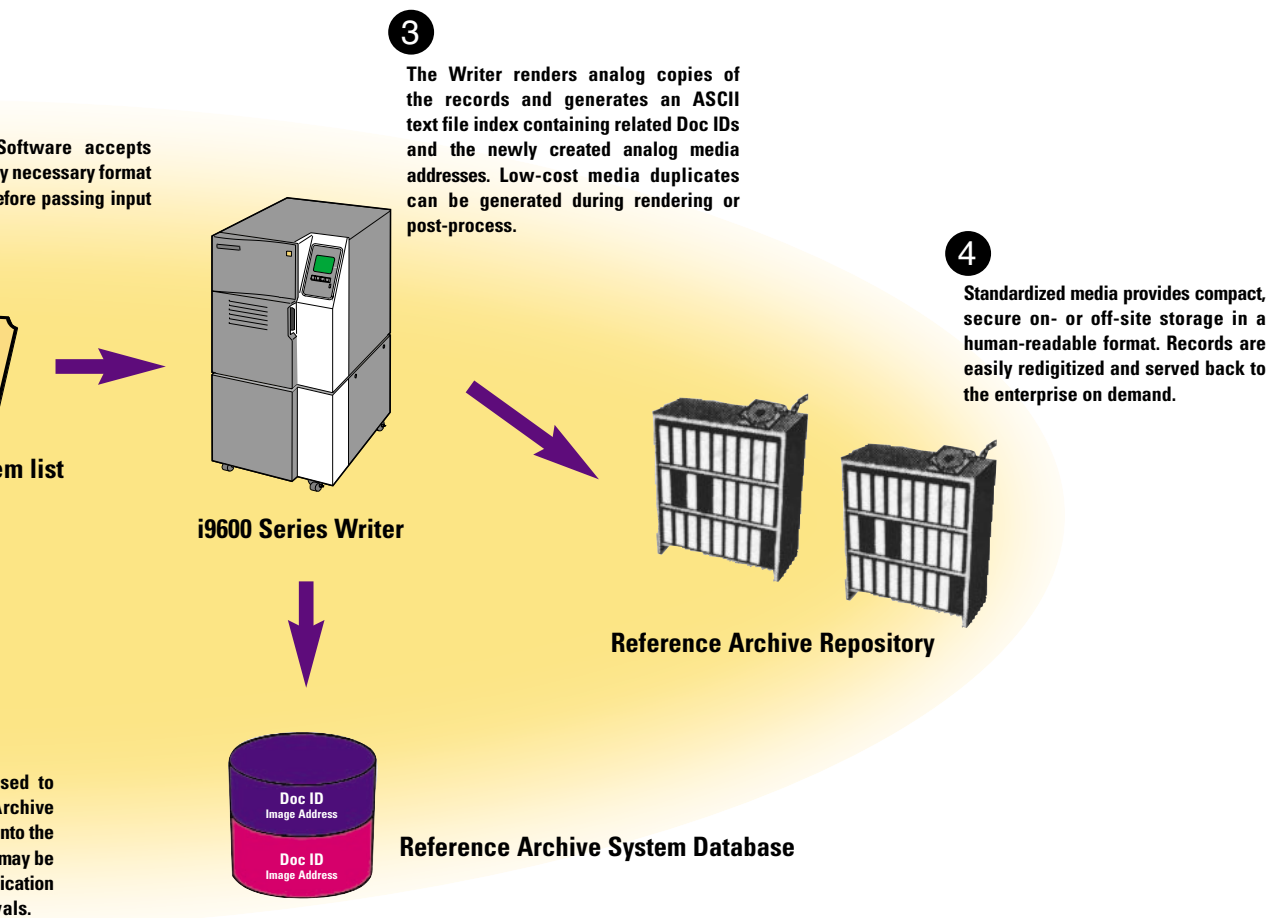 3
The Writer renders analog copies of
the records and generates an ASCII
text file index containing related Doc IDs
and the newly created analog media
addresses. Low-cost media duplicates
can be generated during rendering or
post-process.
Software accepts
y necessary format
efore passing input
4
Standardized media provides compact,
secure on- or off-site storage in a
human-readable format. Records are
easily redigitized and served back to
the enterprise on demand.
em list
i9600 Series Writer
Reference Archive Repository
sed to
Archive
nto the
may be
ication
vals.
Doc ID
Image Address
Doc ID
Image Address
Reference Archive System Database